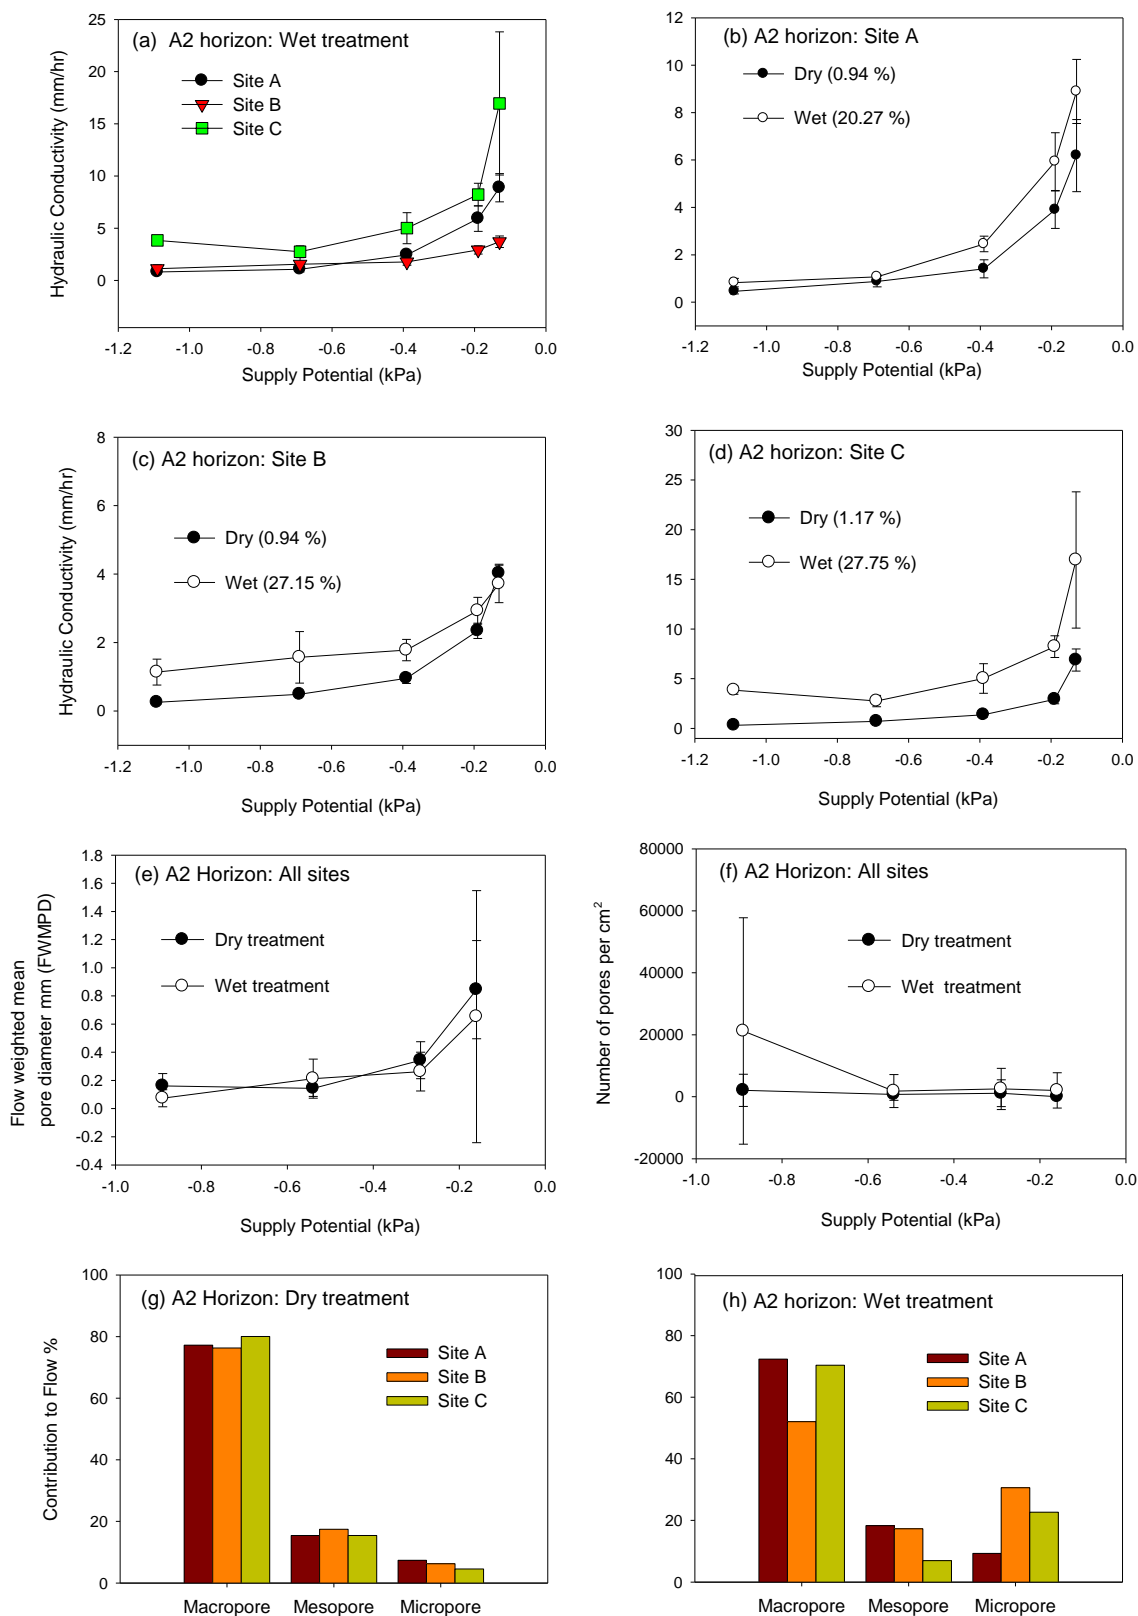 (a) A2 horizon: Wet treatment
Site A
Site B
Site C
Hydraulic Conductivity (mm/hr)
25
20
15
10
5
0
-1.2 -1.0 -0.8 -0.6 -0.4 -0.2 0.0
Supply Potential (kPa)
(b) A2 horizon: Site A
Dry (0.94 %)
Wet (20.27 %)
12
10
8
6
4
2
0
-1.2 -1.0 -0.8 -0.6 -0.4 -0.2 0.0
Supply Potential (kPa)
(c) A2 horizon: Site B
Dry (0.94 %)
Wet (27.15 %)
Hydraulic Conductivity (mm/hr)
8
6
4
2
0
-1.2 -1.0 -0.8 -0.6 -0.4 -0.2 0.0
Supply Potential (kPa)
(d) A2 horizon: Site C
Dry (1.17 %)
Wet (27.75 %)
30
25
20
15
10
5
0
-1.2 -1.0 -0.8 -0.6 -0.4 -0.2 0.0
Supply Potential (kPa)
(e) A2 Horizon: All sites
Dry treatment
Wet treatment
Flow weighted mean
pore diameter mm (FWMPD)
1.8
1.6
1.4
1.2
1.0
0.8
0.6
0.4
0.2
0.0
-0.2
-0.4
-1.0 -0.8 -0.6 -0.4 -0.2 0.0
Supply Potential (kPa)
(f) A2 Horizon: All sites
Dry treatment
Wet treatment
Number of pores per cm²
80000
60000
40000
20000
0
-20000
-1.0 -0.8 -0.6 -0.4 -0.2 0.0
Supply Potential (kPa)
(g) A2 Horizon: Dry treatment
Site A
Site B
Site C
Contribution to Flow %
100
80
60
40
20
0
Macropore Mesopore Micropore
(h) A2 horizon: Wet treatment
Site A
Site B
Site C
100
80
60
40
20
0
Macropore Mesopore Micropore